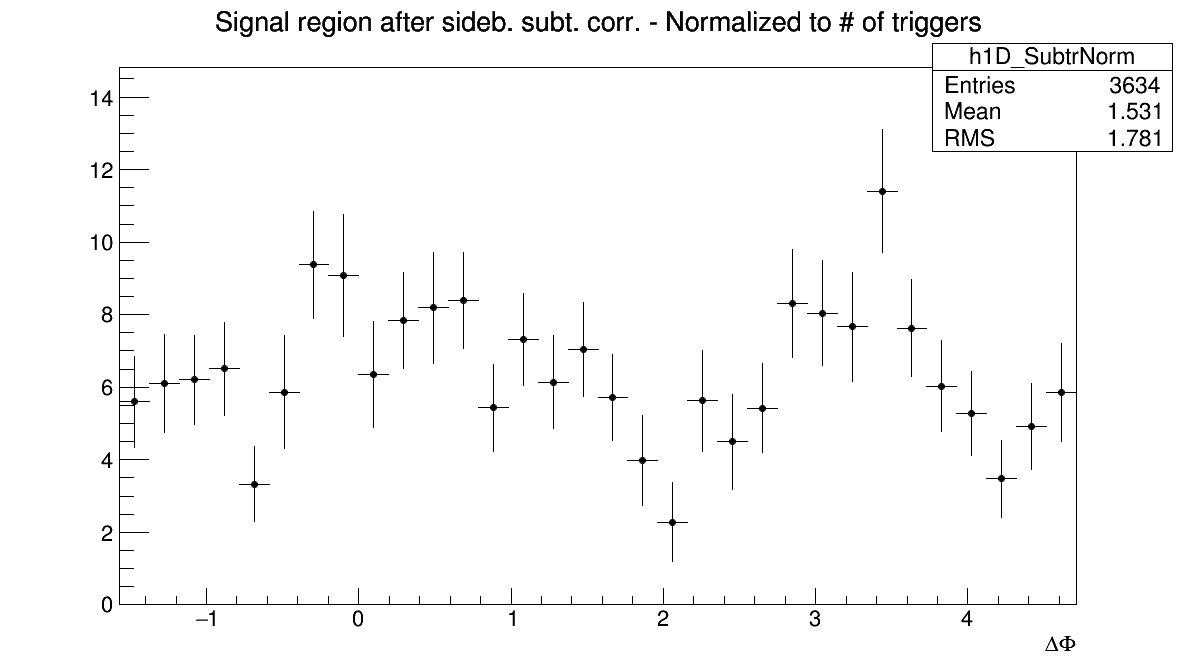 Signal region after sideb. subt. corr. - Normalized to # of triggers
h1D_SubtrNorm
Entries 3634
Mean 1.531
RMS 1.781
14
12
10
8
6
4
2
0
−1 0 1 2 3 4
ΔΦ